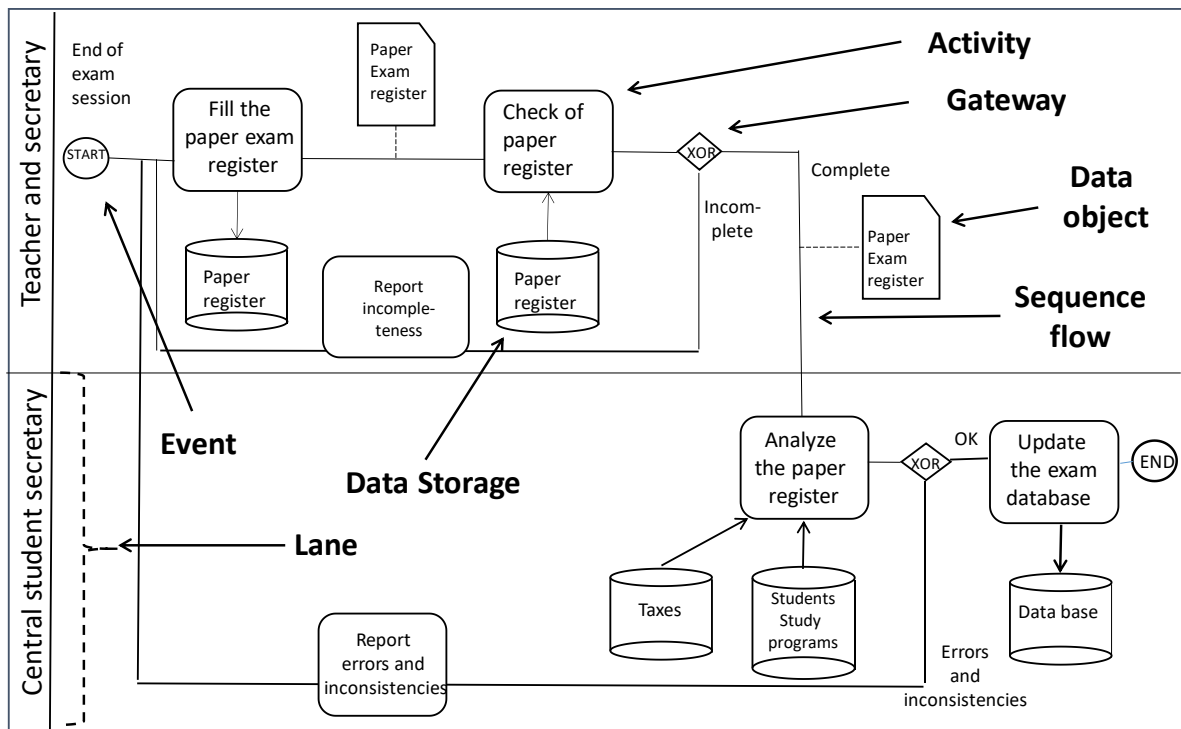 Teacher and secretary
End of
exam
session
START
Fill the
paper exam
register
Paper
Exam
register
Check of
paper
register
XOR
Complete
Incom-
plete
Paper
Exam
register
Paper
register
Report
incomple-
teness
Paper
register
Activity
Gateway
Data
object
Sequence
flow
Event
Data Storage
Lane
Central student secretary
Analyze
the paper
register
XOR
OK
Update
the exam
database
END
Taxes
Students
Study
programs
Data base
Report
errors and
inconsistencies
Errors
and
inconsistencies